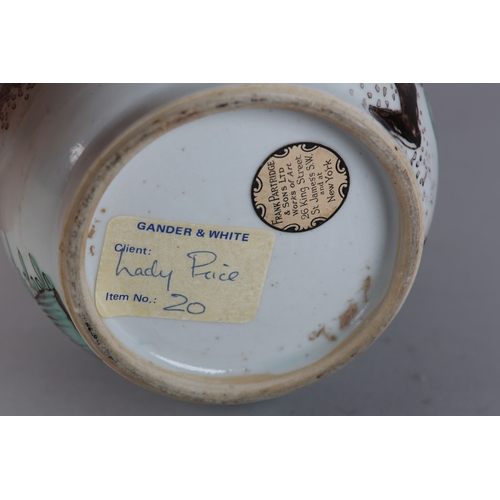 GANDER & WHITE
Client:
Lady Price
Item No.: 20
FRANK PARTRIDGE
& SONS LTD
Works of Art
26 King Street
St James's S.W.
and at
New York